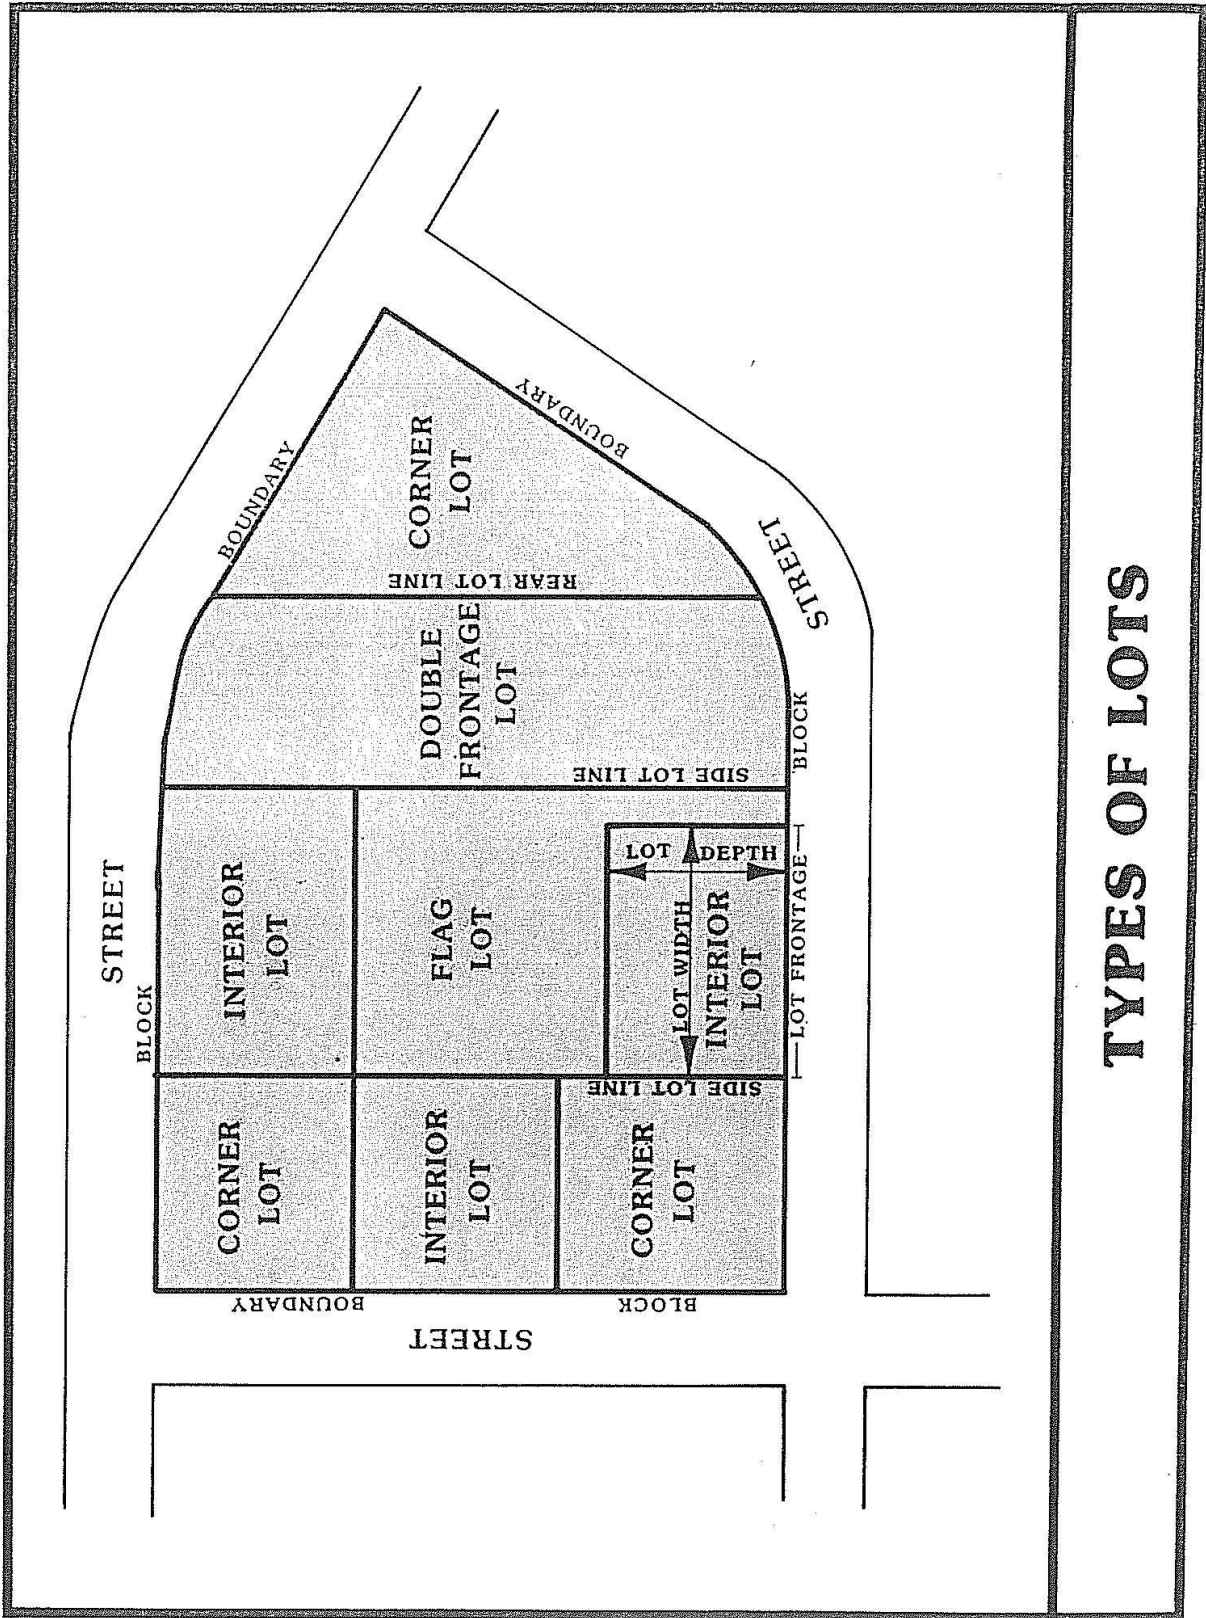 STREET
BLOCK
BOUNDARY
CORNER
LOT
INTERIOR
LOT
BOUNDARY
STREET
BLOCK
INTERIOR
LOT
FLAG
LOT
DOUBLE
FRONTAGE
LOT
REAR LOT LINE
CORNER
LOT
BOUNDARY
CORNER
LOT
SIDE LOT LINE
LOT WIDTH
INTERIOR
LOT
LOT DEPTH
SIDE LOT LINE
LOT FRONTAGE
BLOCK
STREET
TYPES OF LOTS